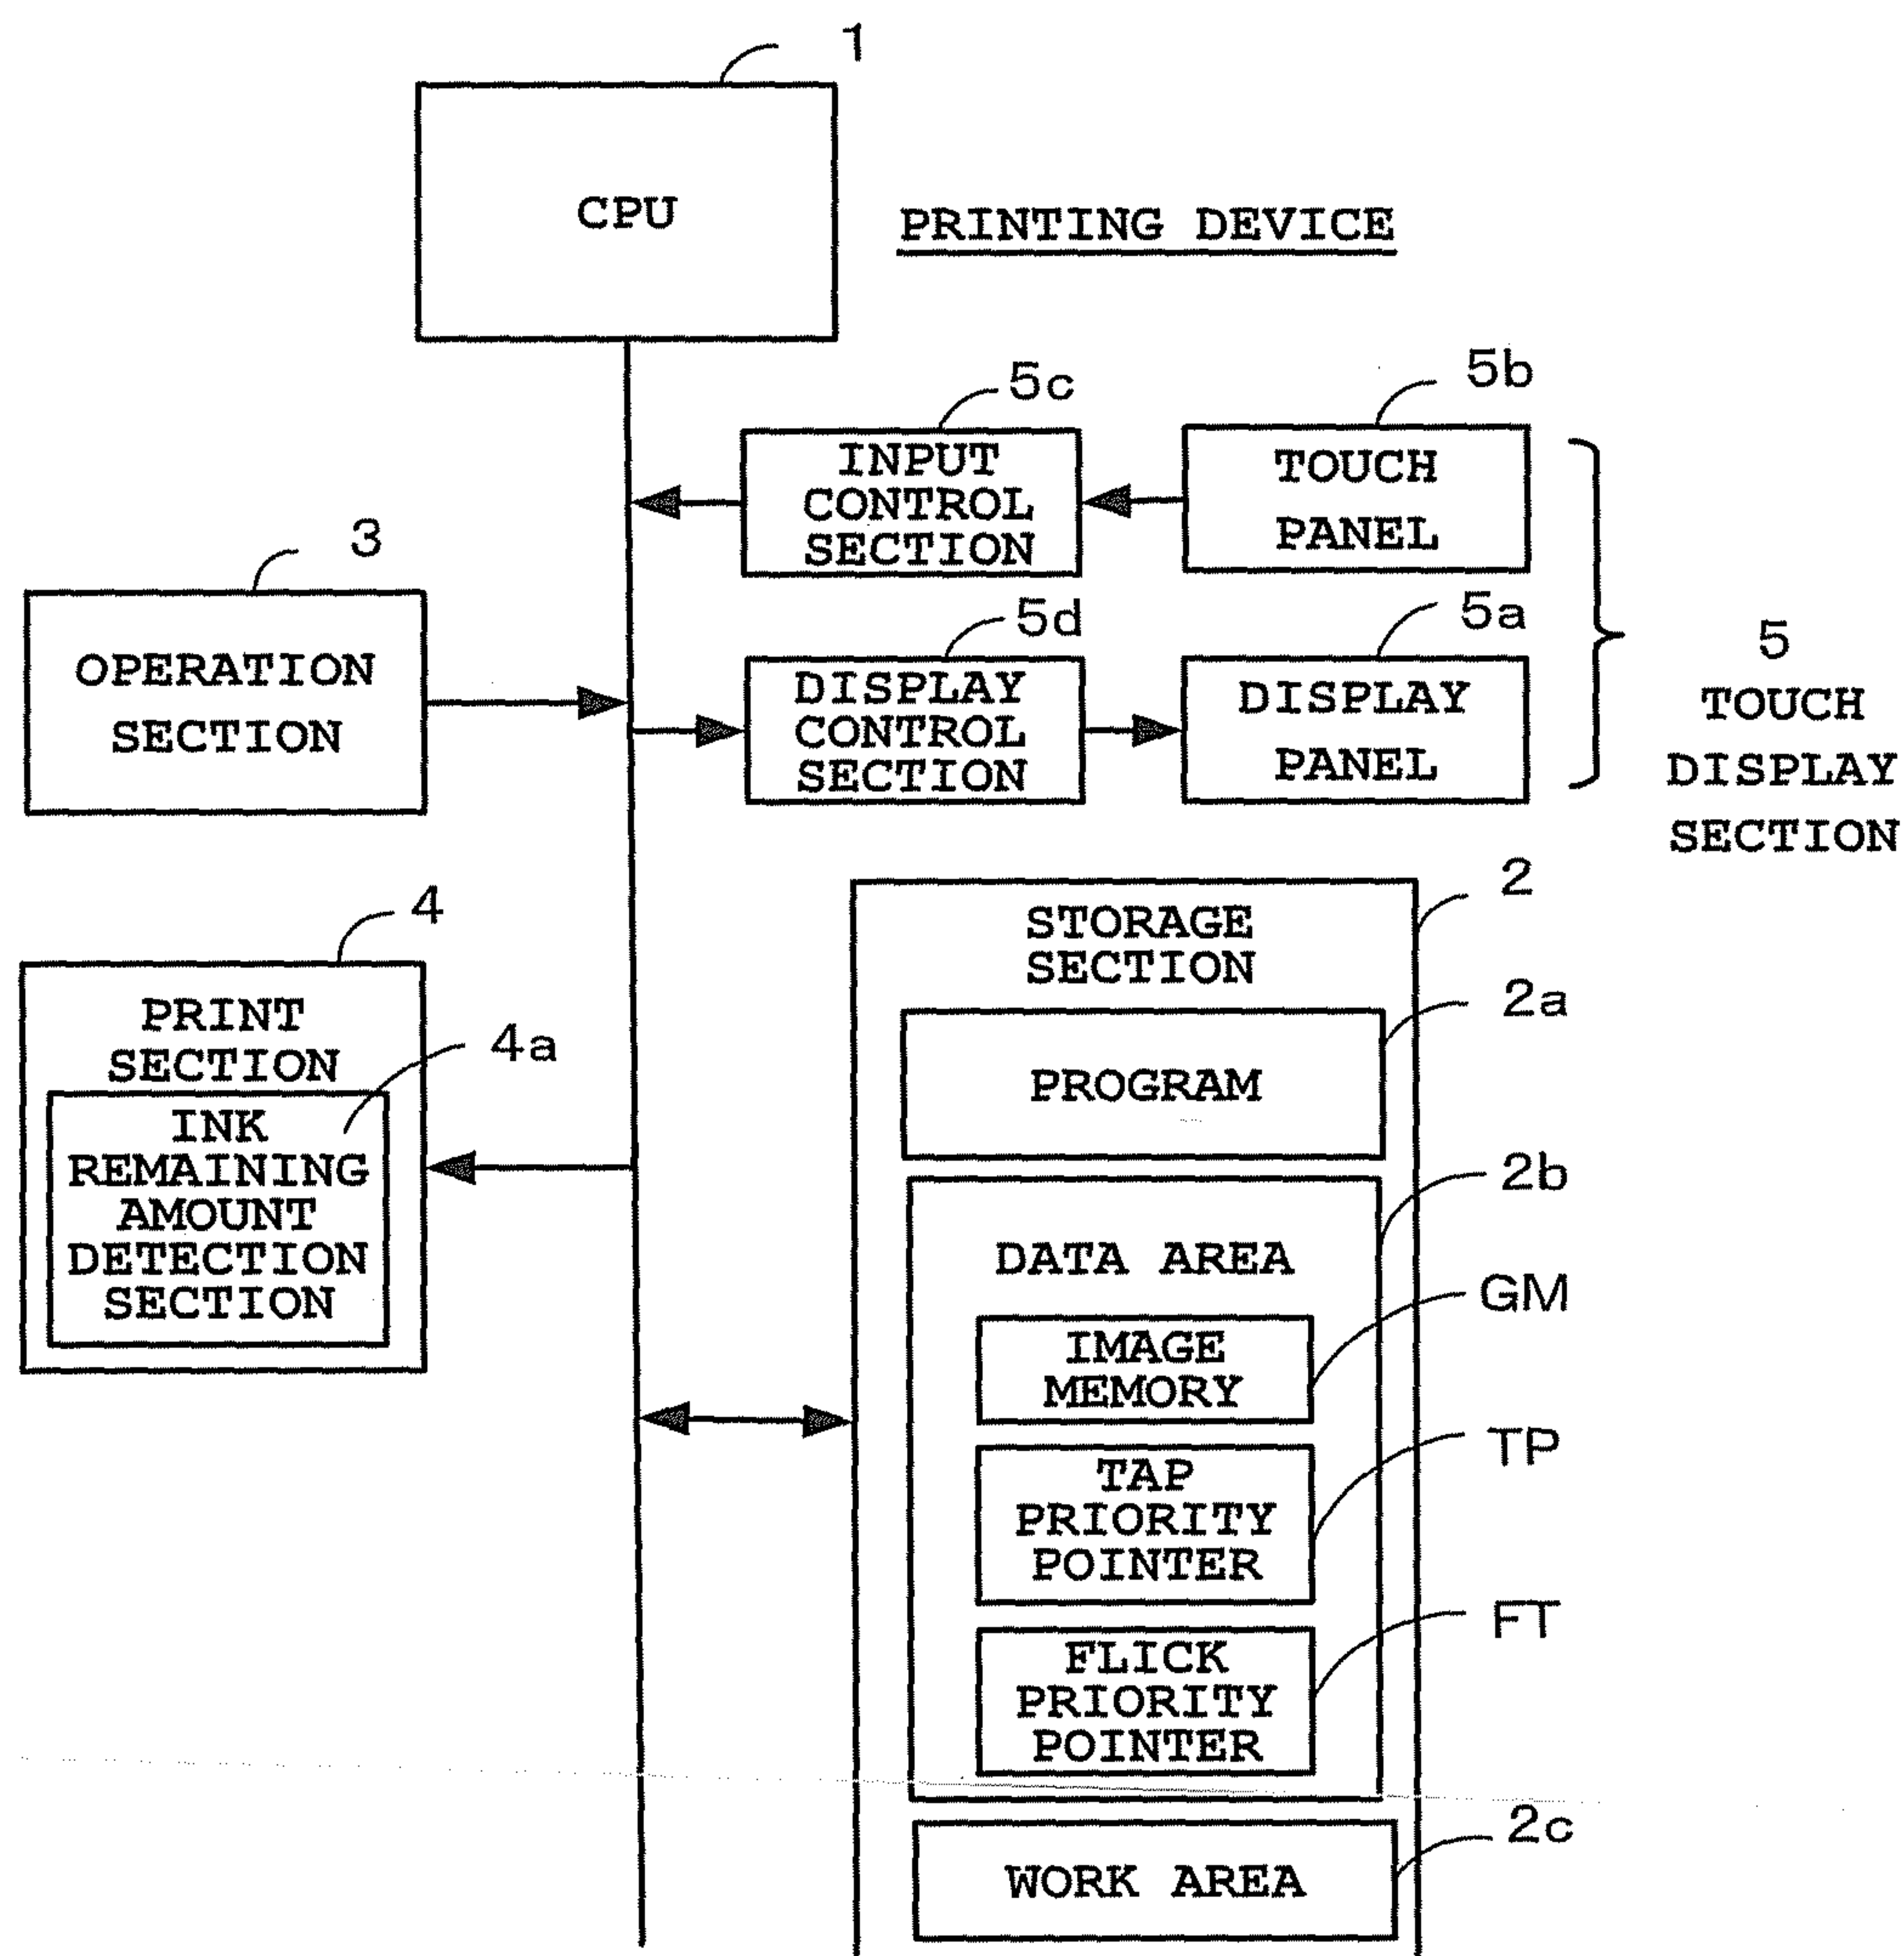 1
CPU
PRINTING DEVICE
5c
INPUT
CONTROL
SECTION
5b
TOUCH
PANEL
3
OPERATION
SECTION
5d
DISPLAY
CONTROL
SECTION
5a
DISPLAY
PANEL
5
TOUCH
DISPLAY
SECTION
4
PRINT
SECTION
4a
INK
REMAINING
AMOUNT
DETECTION
SECTION
2
STORAGE
SECTION
2a
PROGRAM
2b
DATA AREA
GM
IMAGE
MEMORY
TP
TAP
PRIORITY
POINTER
FT
FLICK
PRIORITY
POINTER
2c
WORK AREA